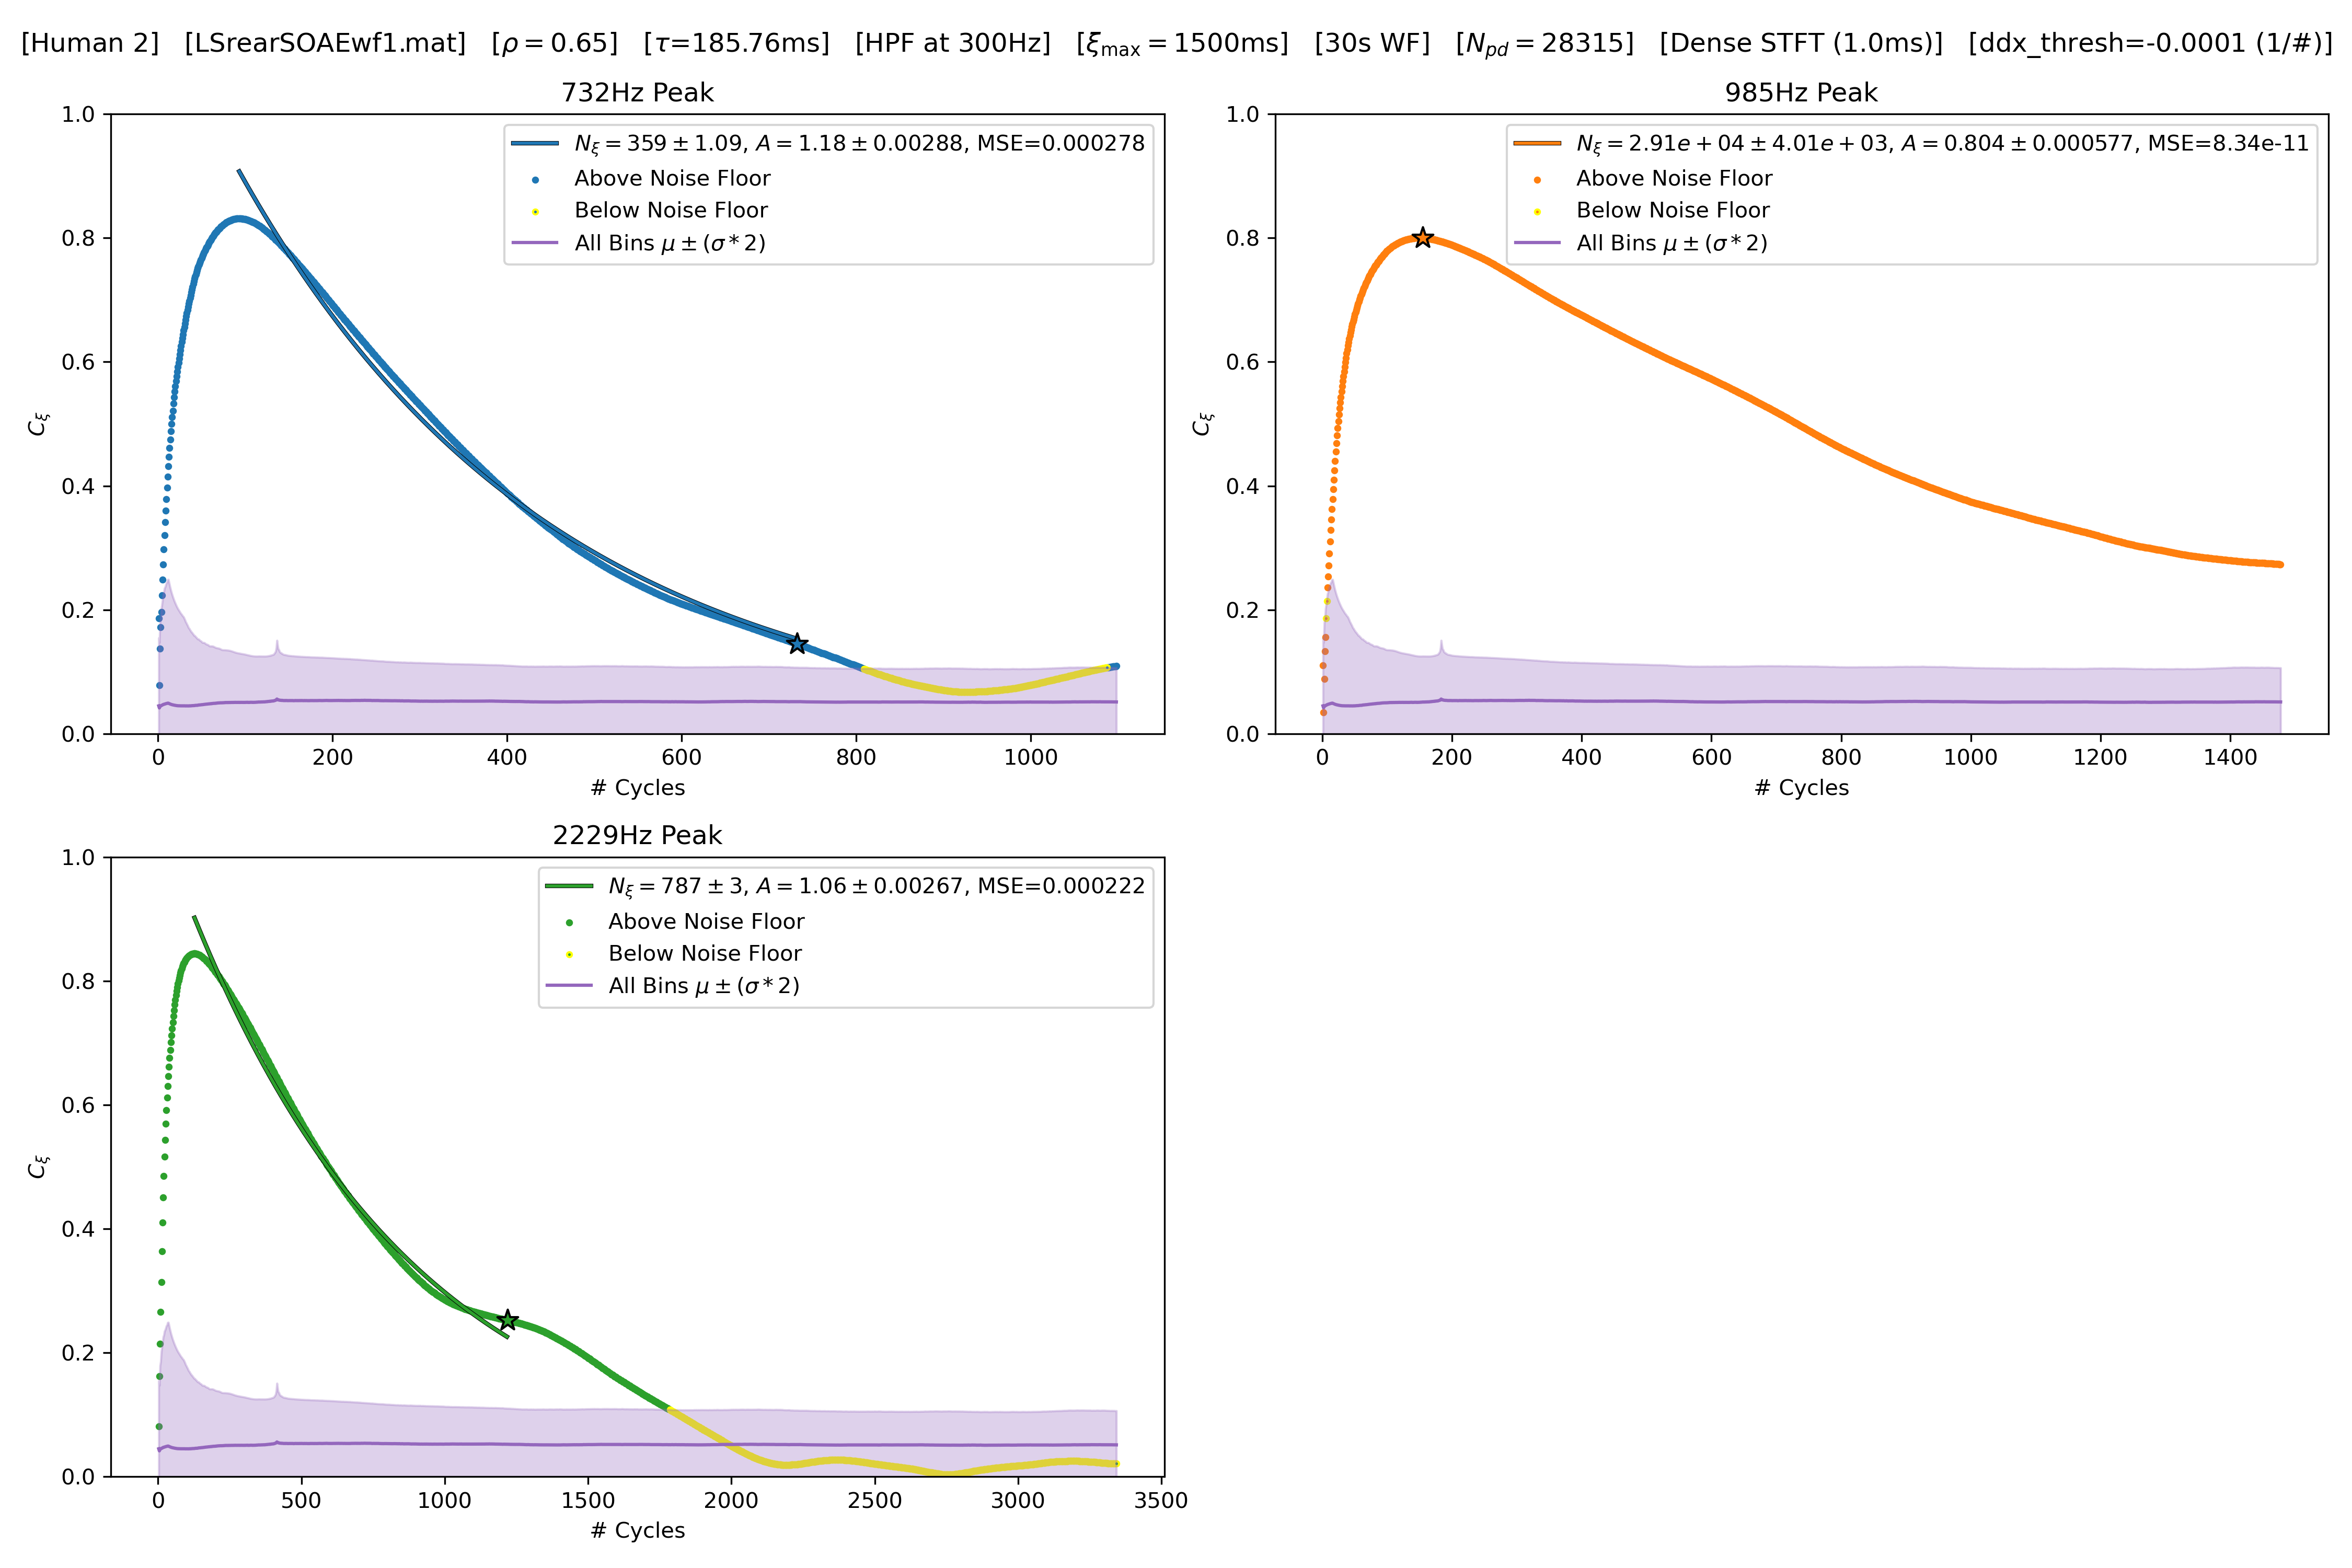 [Human 2] [LSrearSOAEwf1.mat] [ρ = 0.65] [τ=185.76ms] [HPF at 300Hz] [ξmax = 1500ms] [30s WF] [Npd = 28315] [Dense STFT (1.0ms)] [ddx_thresh=-0.0001 (1/#)]
732Hz Peak
Nξ = 359 ± 1.09, A = 1.18 ± 0.00288, MSE=0.000278
Above Noise Floor
Below Noise Floor
All Bins μ ± (σ * 2)
1.0
0.8
0.6
0.4
0.2
0.0
Cξ
0 200 400 600 800 1000
# Cycles
985Hz Peak
Nξ = 2.91e + 04 ± 4.01e + 03, A = 0.804 ± 0.000577, MSE=8.34e-11
Above Noise Floor
Below Noise Floor
All Bins μ ± (σ * 2)
1.0
0.8
0.6
0.4
0.2
0.0
Cξ
0 200 400 600 800 1000 1200 1400
# Cycles
2229Hz Peak
Nξ = 787 ± 3, A = 1.06 ± 0.00267, MSE=0.000222
Above Noise Floor
Below Noise Floor
All Bins μ ± (σ * 2)
1.0
0.8
0.6
0.4
0.2
0.0
Cξ
0 500 1000 1500 2000 2500 3000 3500
# Cycles